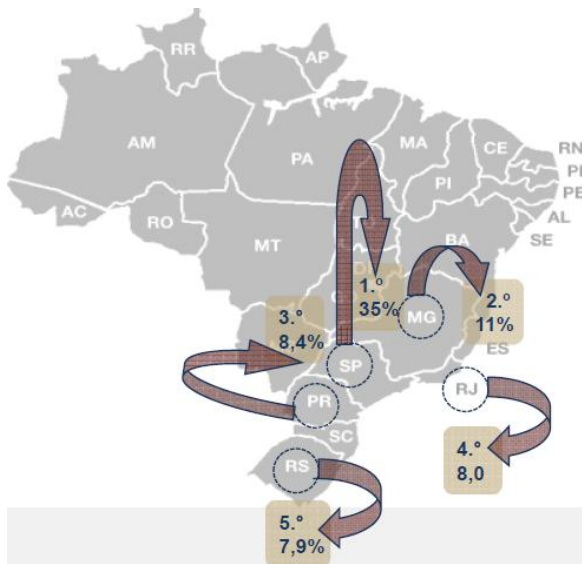 RR
AP
AM
PA
MA
CE
RN
PI
PE
AL
SE
AC
RO
MT
BA
1.º
35%
2.º
11%
MG
3.º
8,4%
SP
ES
PR
RJ
SC
4.º
8,0
RS
5.º
7,9%